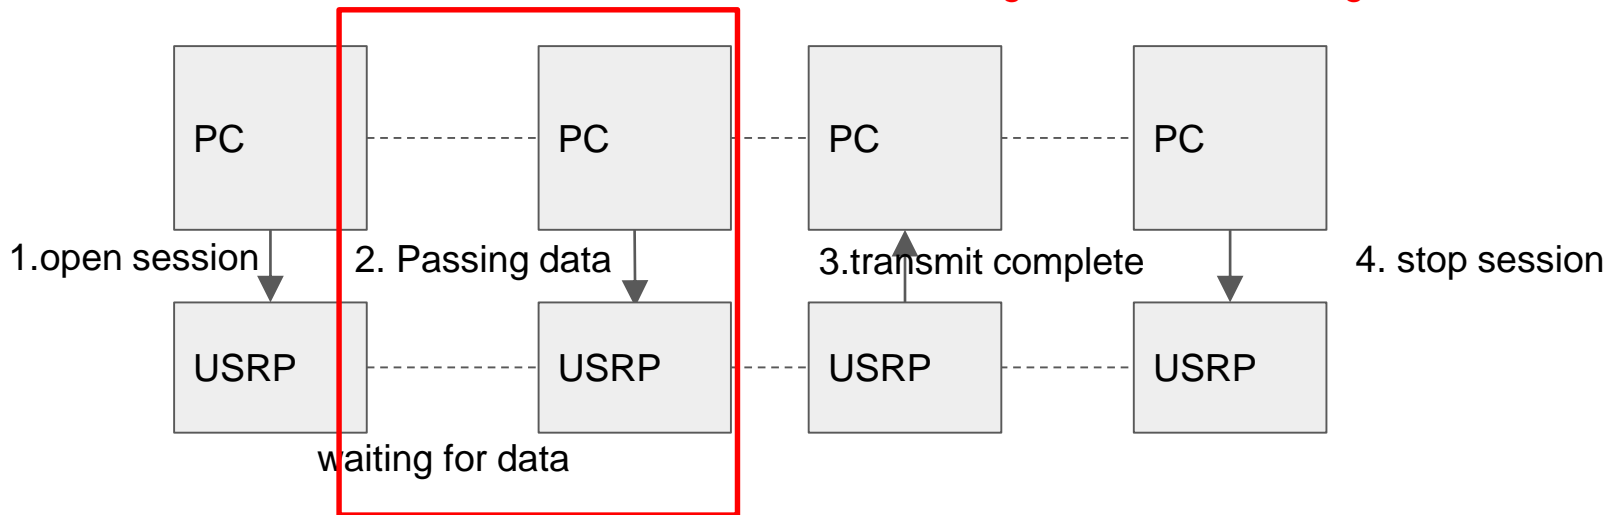 PC
PC
PC
PC
1.open session
2. Passing data
3.transmit complete
4. stop session
USRP
USRP
USRP
USRP
waiting for data